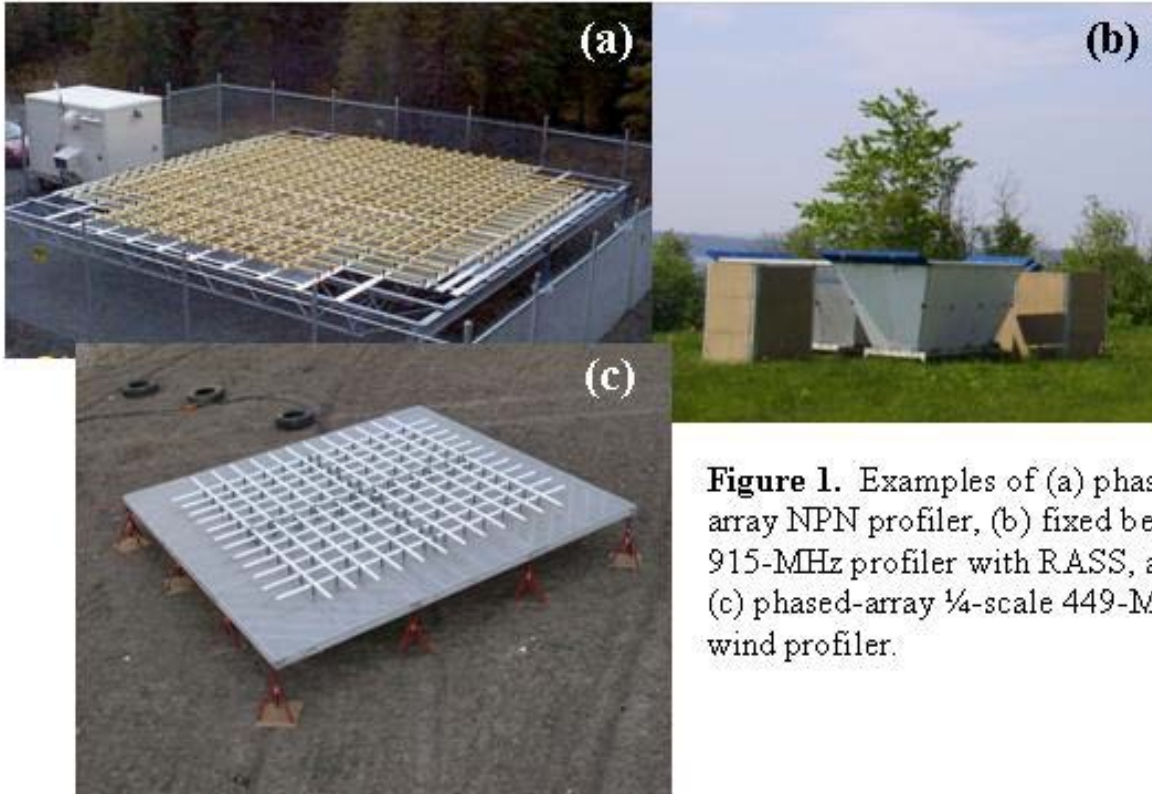 (a)
(b)
(c)
Figure 1. Examples of (a) phas
array NPN profiler, (b) fixed be
915-MHz profiler with RASS, a
(c) phased-array ¼-scale 449-M
wind profiler.